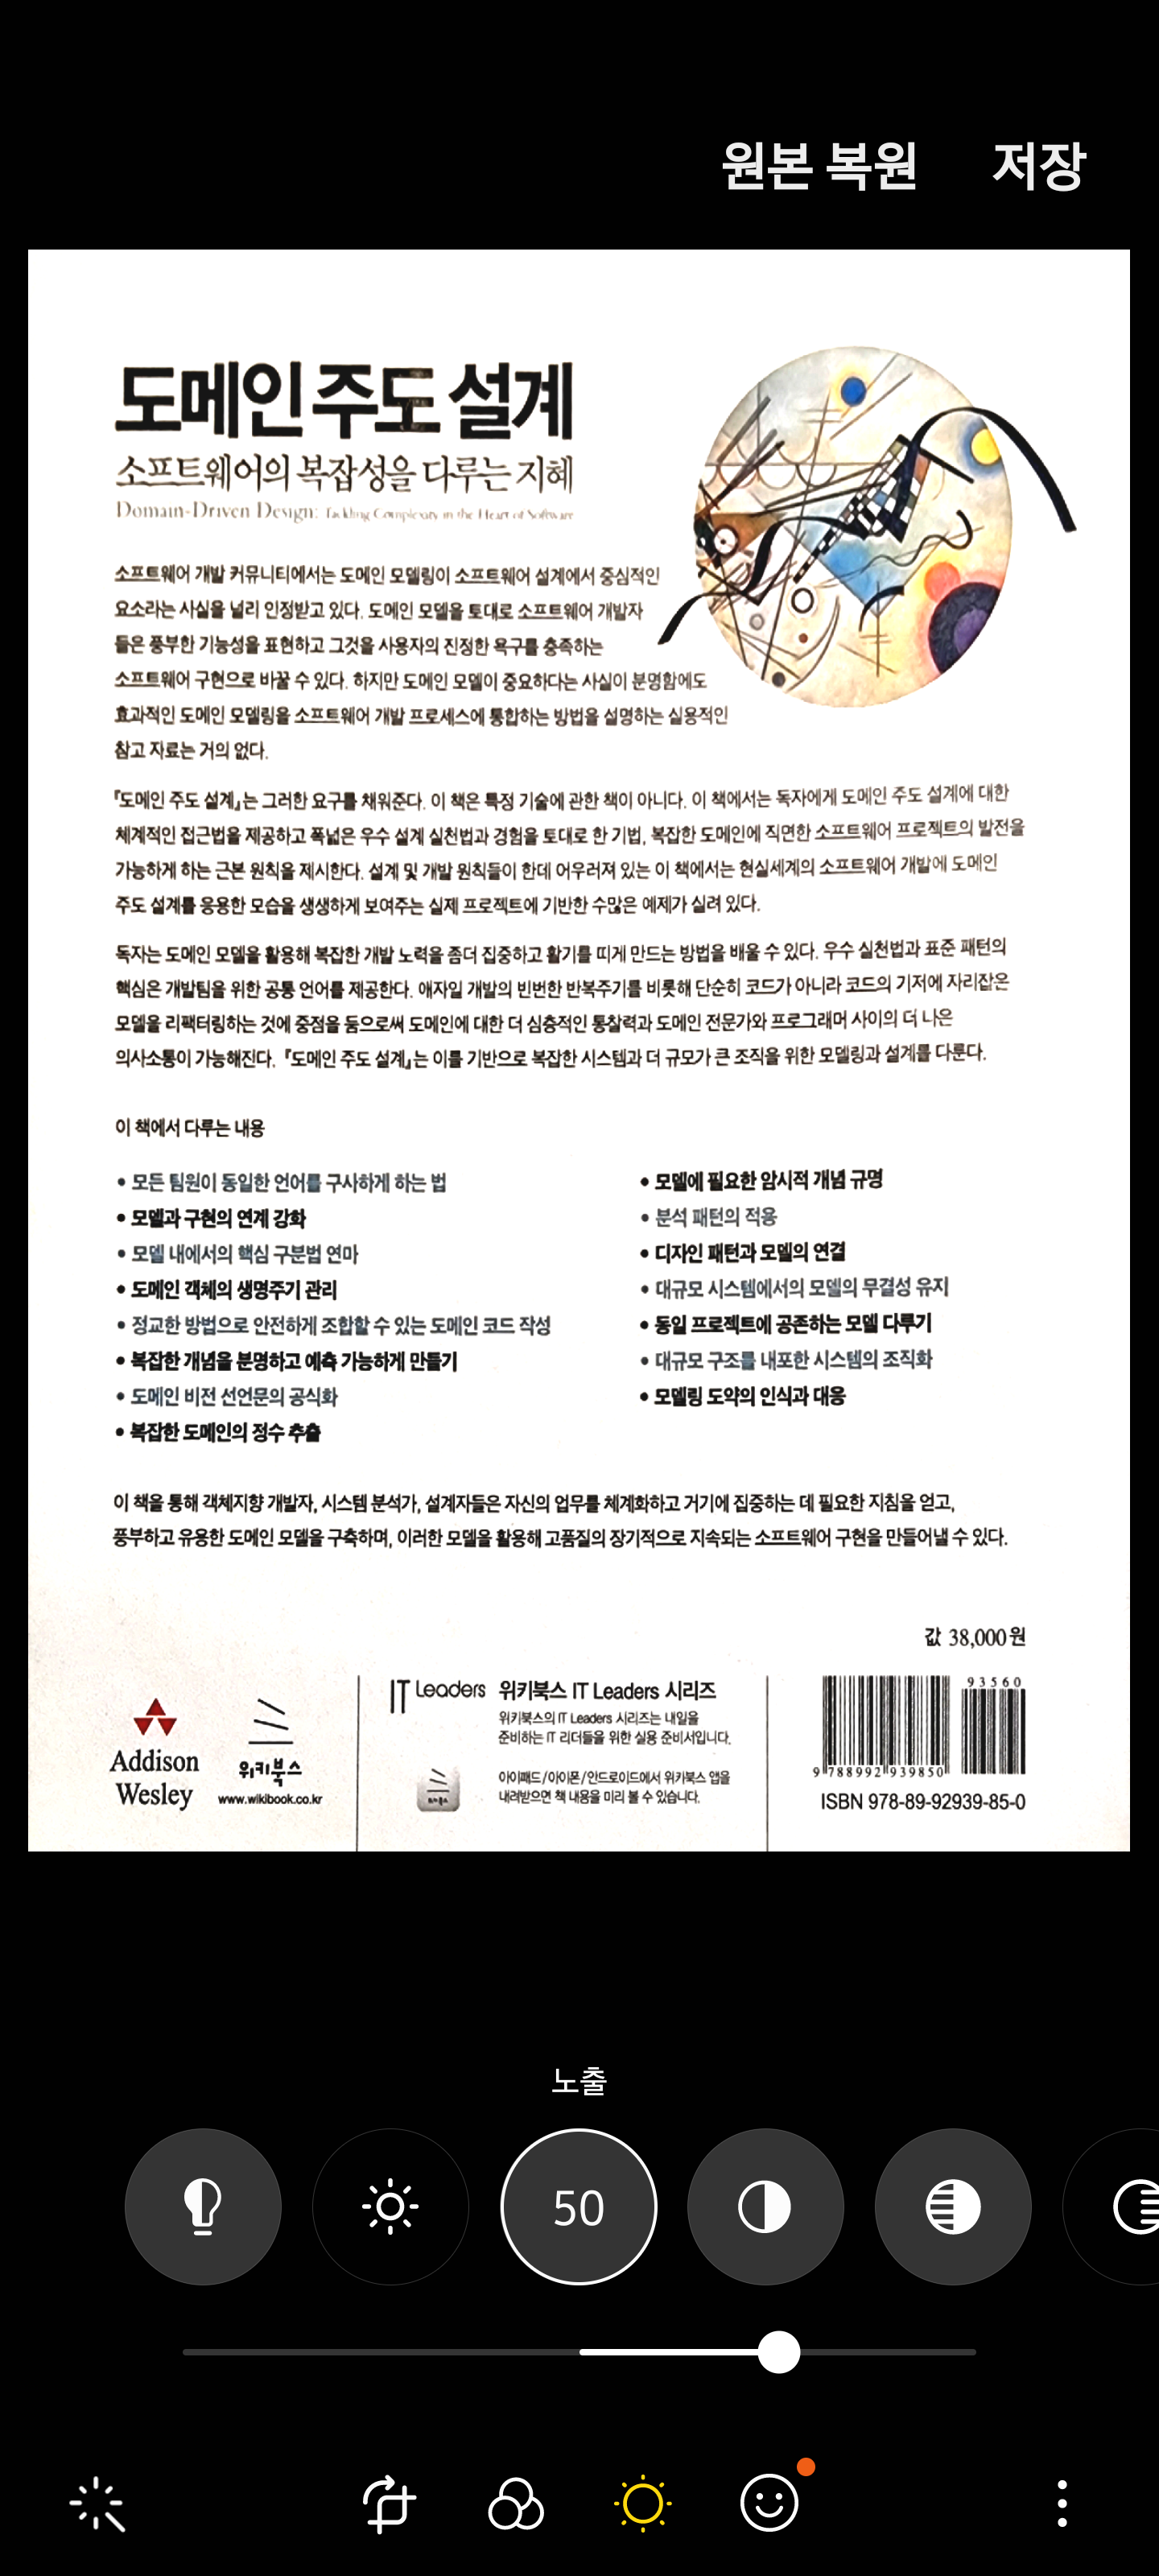 원본 복원 저장
도메인 주도 설계
소프트웨어의 복잡성을 다루는 지혜
Domain-Driven Design: Tackling Complexity in the Heart of Software
소프트웨어 개발 커뮤니티에서는 도메인 모델링이 소프트웨어 설계에서 중심적인
요소라는 사실을 널리 인정받고 있다. 도메인 모델을 토대로 소프트웨어 개발자
들은 풍부한 기능성을 표현하고 그것을 사용자의 진정한 욕구를 충족하는
소프트웨어 구현으로 바꿀 수 있다. 하지만 도메인 모델이 중요하다는 사실이 분명함에도
효과적인 도메인 모델링을 소프트웨어 개발 프로세스에 통합하는 방법을 설명하는 실용적인
참고 자료는 거의 없다.
『도메인 주도 설계』는 그러한 요구를 채워준다. 이 책은 특정 기술에 관한 책이 아니다. 이 책에서는 독자에게 도메인 주도 설계에 대한
체계적인 접근법을 제공하고 폭넓은 우수 설계 실천법과 경험을 토대로 한 기법, 복잡한 도메인에 직면한 소프트웨어 프로젝트의 발전을
가능하게 하는 근본 원칙을 제시한다. 설계 및 개발 원칙들이 한데 어우러져 있는 이 책에서는 현실세계의 소프트웨어 개발에 도메인
주도 설계를 응용한 모습을 생생하게 보여주는 실제 프로젝트에 기반한 수많은 예제가 실려 있다.
독자는 도메인 모델을 활용해 복잡한 개발 노력을 좀더 집중하고 활기를 띠게 만드는 방법을 배울 수 있다. 우수 실천법과 표준 패턴의
핵심은 개발팀을 위한 공통 언어를 제공한다. 애자일 개발의 빈번한 반복주기를 비롯해 단순히 코드가 아니라 코드의 기저에 자리잡은
모델을 리팩터링하는 것에 중점을 둠으로써 도메인에 대한 더 심층적인 통찰력과 도메인 전문가와 프로그래머 사이의 더 나은
의사소통이 가능해진다. 『도메인 주도 설계』는 이를 기반으로 복잡한 시스템과 더 규모가 큰 조직을 위한 모델링과 설계를 다룬다.
이 책에서 다루는 내용
• 모든 팀원이 동일한 언어를 구사하게 하는 법
• 모델과 구현의 연계 강화
• 모델 내에서의 핵심 구분법 연마
• 도메인 객체의 생명주기 관리
• 정교한 방법으로 안전하게 조합할 수 있는 도메인 코드 작성
• 복잡한 개념을 분명하고 예측 가능하게 만들기
• 도메인 비전 선언문의 공식화
• 복잡한 도메인의 정수 추출
• 모델에 필요한 암시적 개념 규명
• 분석 패턴의 적용
• 디자인 패턴과 모델의 연결
• 대규모 시스템에서의 모델의 무결성 유지
• 동일 프로젝트에 공존하는 모델 다루기
• 대규모 구조를 내포한 시스템의 조직화
• 모델링 도약의 인식과 대응
이 책을 통해 객체지향 개발자, 시스템 분석가, 설계자들은 자신의 업무를 체계화하고 거기에 집중하는 데 필요한 지침을 얻고,
풍부하고 유용한 도메인 모델을 구축하며, 이러한 모델을 활용해 고품질의 장기적으로 지속되는 소프트웨어 구현을 만들어낼 수 있다.
값 38,000원
Addison
Wesley
위키북스
www.wikibook.co.kr
IT Leaders 위키북스 IT Leaders 시리즈
위키북스의 IT Leaders 시리즈는 내일을
준비하는 IT 리더들을 위한 실용 준비서입니다.
아이패드/아이폰/안드로이드에서 위키북스 앱을
내려받으면 책 내용을 미리 볼 수 있습니다.
위키북스
93560
9 788992 939850
ISBN 978-89-92939-85-0
노출
50